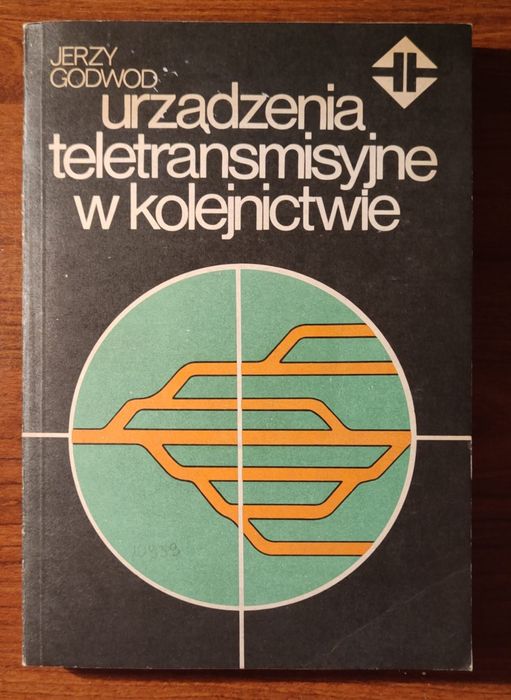 JERZY
GODWOD
urządzenia
teletransmisyjne
w kolejnictwie